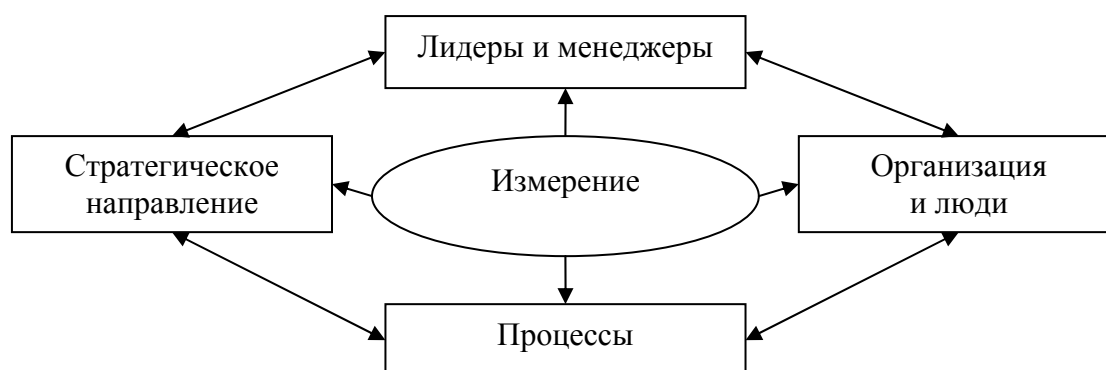 Лидеры и менеджеры
Стратегическое
направление
Измерение
Организация
и люди
Процессы